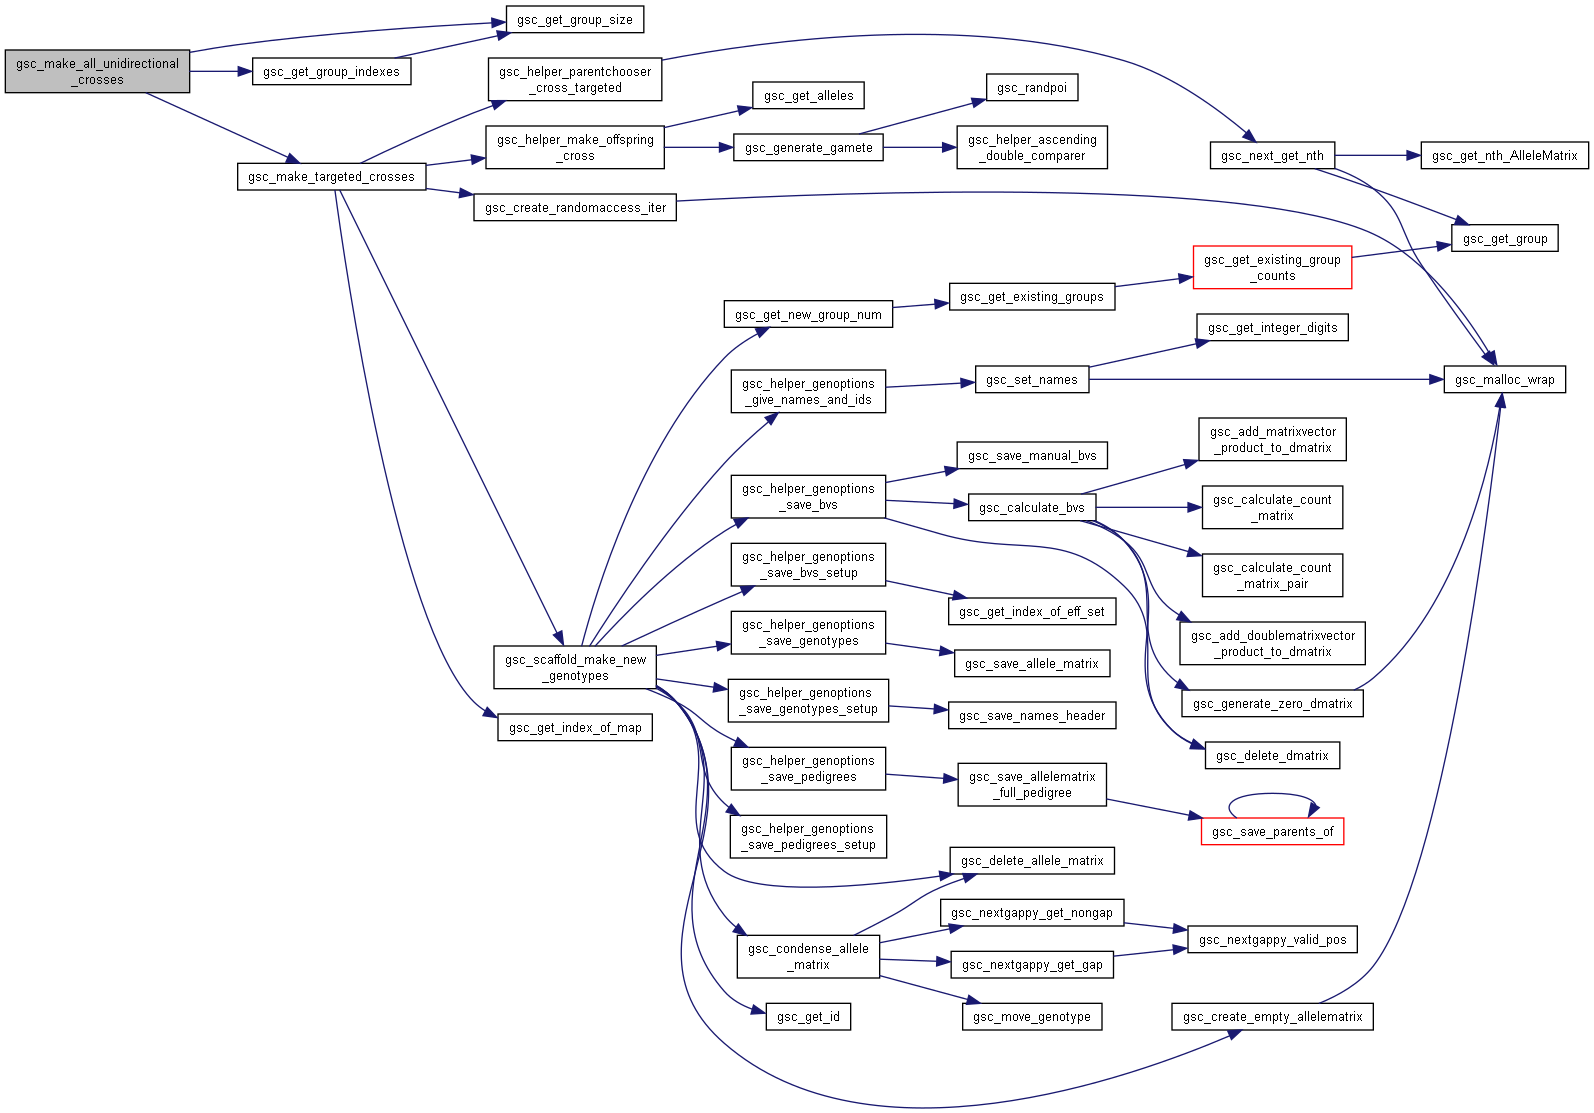 gsc_make_all_unidirectional
_crosses
gsc_get_group_size
gsc_get_group_indexes
gsc_make_targeted_crosses
gsc_helper_parentchooser
_cross_targeted
gsc_helper_make_offspring
_cross
gsc_create_randomaccess_iter
gsc_scaffold_make_new
_genotypes
gsc_get_index_of_map
gsc_get_alleles
gsc_generate_gamete
gsc_randpoi
gsc_helper_ascending
_double_comparer
gsc_next_get_nth
gsc_get_nth_AlleleMatrix
gsc_get_group
gsc_malloc_wrap
gsc_get_new_group_num
gsc_get_existing_groups
gsc_get_existing_group
_counts
gsc_helper_genoptions
_give_names_and_ids
gsc_set_names
gsc_get_integer_digits
gsc_helper_genoptions
_save_bvs
gsc_save_manual_bvs
gsc_calculate_bvs
gsc_add_matrixvector
_product_to_dmatrix
gsc_calculate_count
_matrix
gsc_calculate_count
_matrix_pair
gsc_add_doublematrixvector
_product_to_dmatrix
gsc_generate_zero_dmatrix
gsc_delete_dmatrix
gsc_helper_genoptions
_save_bvs_setup
gsc_get_index_of_eff_set
gsc_helper_genoptions
_save_genotypes
gsc_save_allele_matrix
gsc_helper_genoptions
_save_genotypes_setup
gsc_save_names_header
gsc_helper_genoptions
_save_pedigrees
gsc_save_allelematrix
_full_pedigree
gsc_save_parents_of
gsc_helper_genoptions
_save_pedigrees_setup
gsc_delete_allele_matrix
gsc_condense_allele
_matrix
gsc_nextgappy_get_nongap
gsc_nextgappy_get_gap
gsc_nextgappy_valid_pos
gsc_move_genotype
gsc_get_id
gsc_create_empty_allelematrix